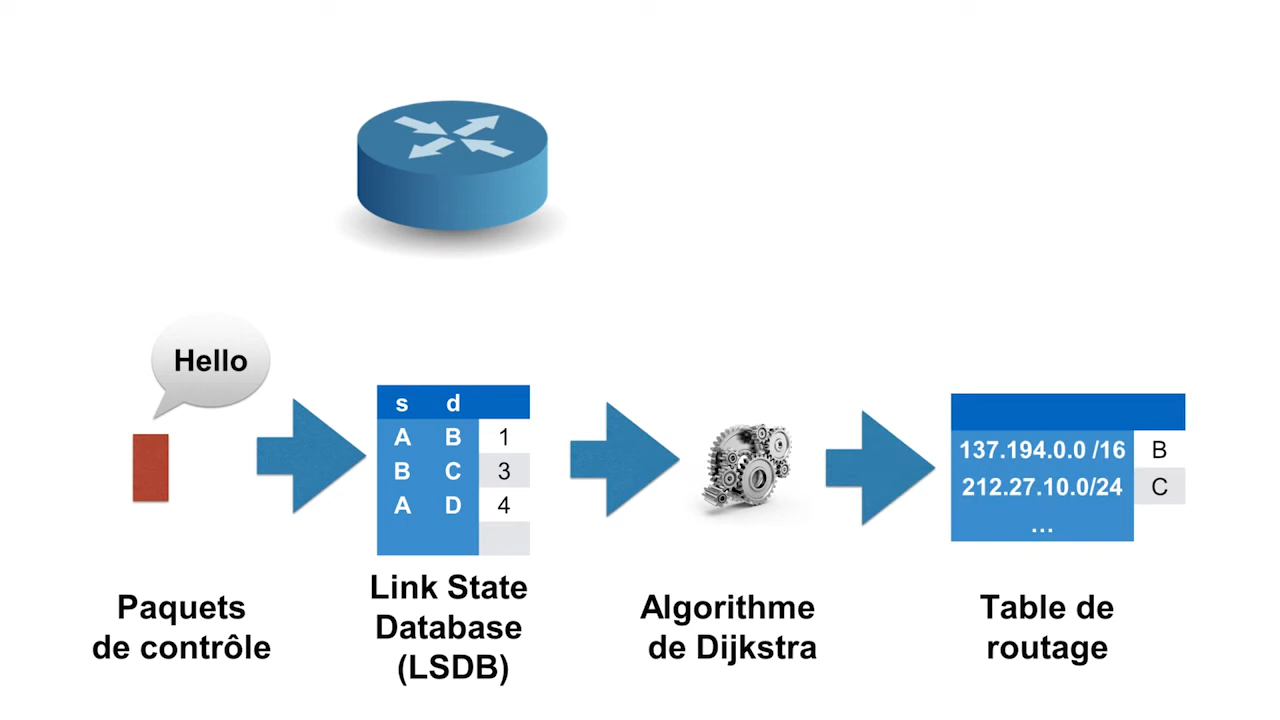 Hello
s d
A B 1
B C 3
A D 4
137.194.0.0 /16 B
212.27.10.0/24 C
...
Paquets
de contrôle
Link State
Database
(LSDB)
Algorithme
de Dijkstra
Table de
routage